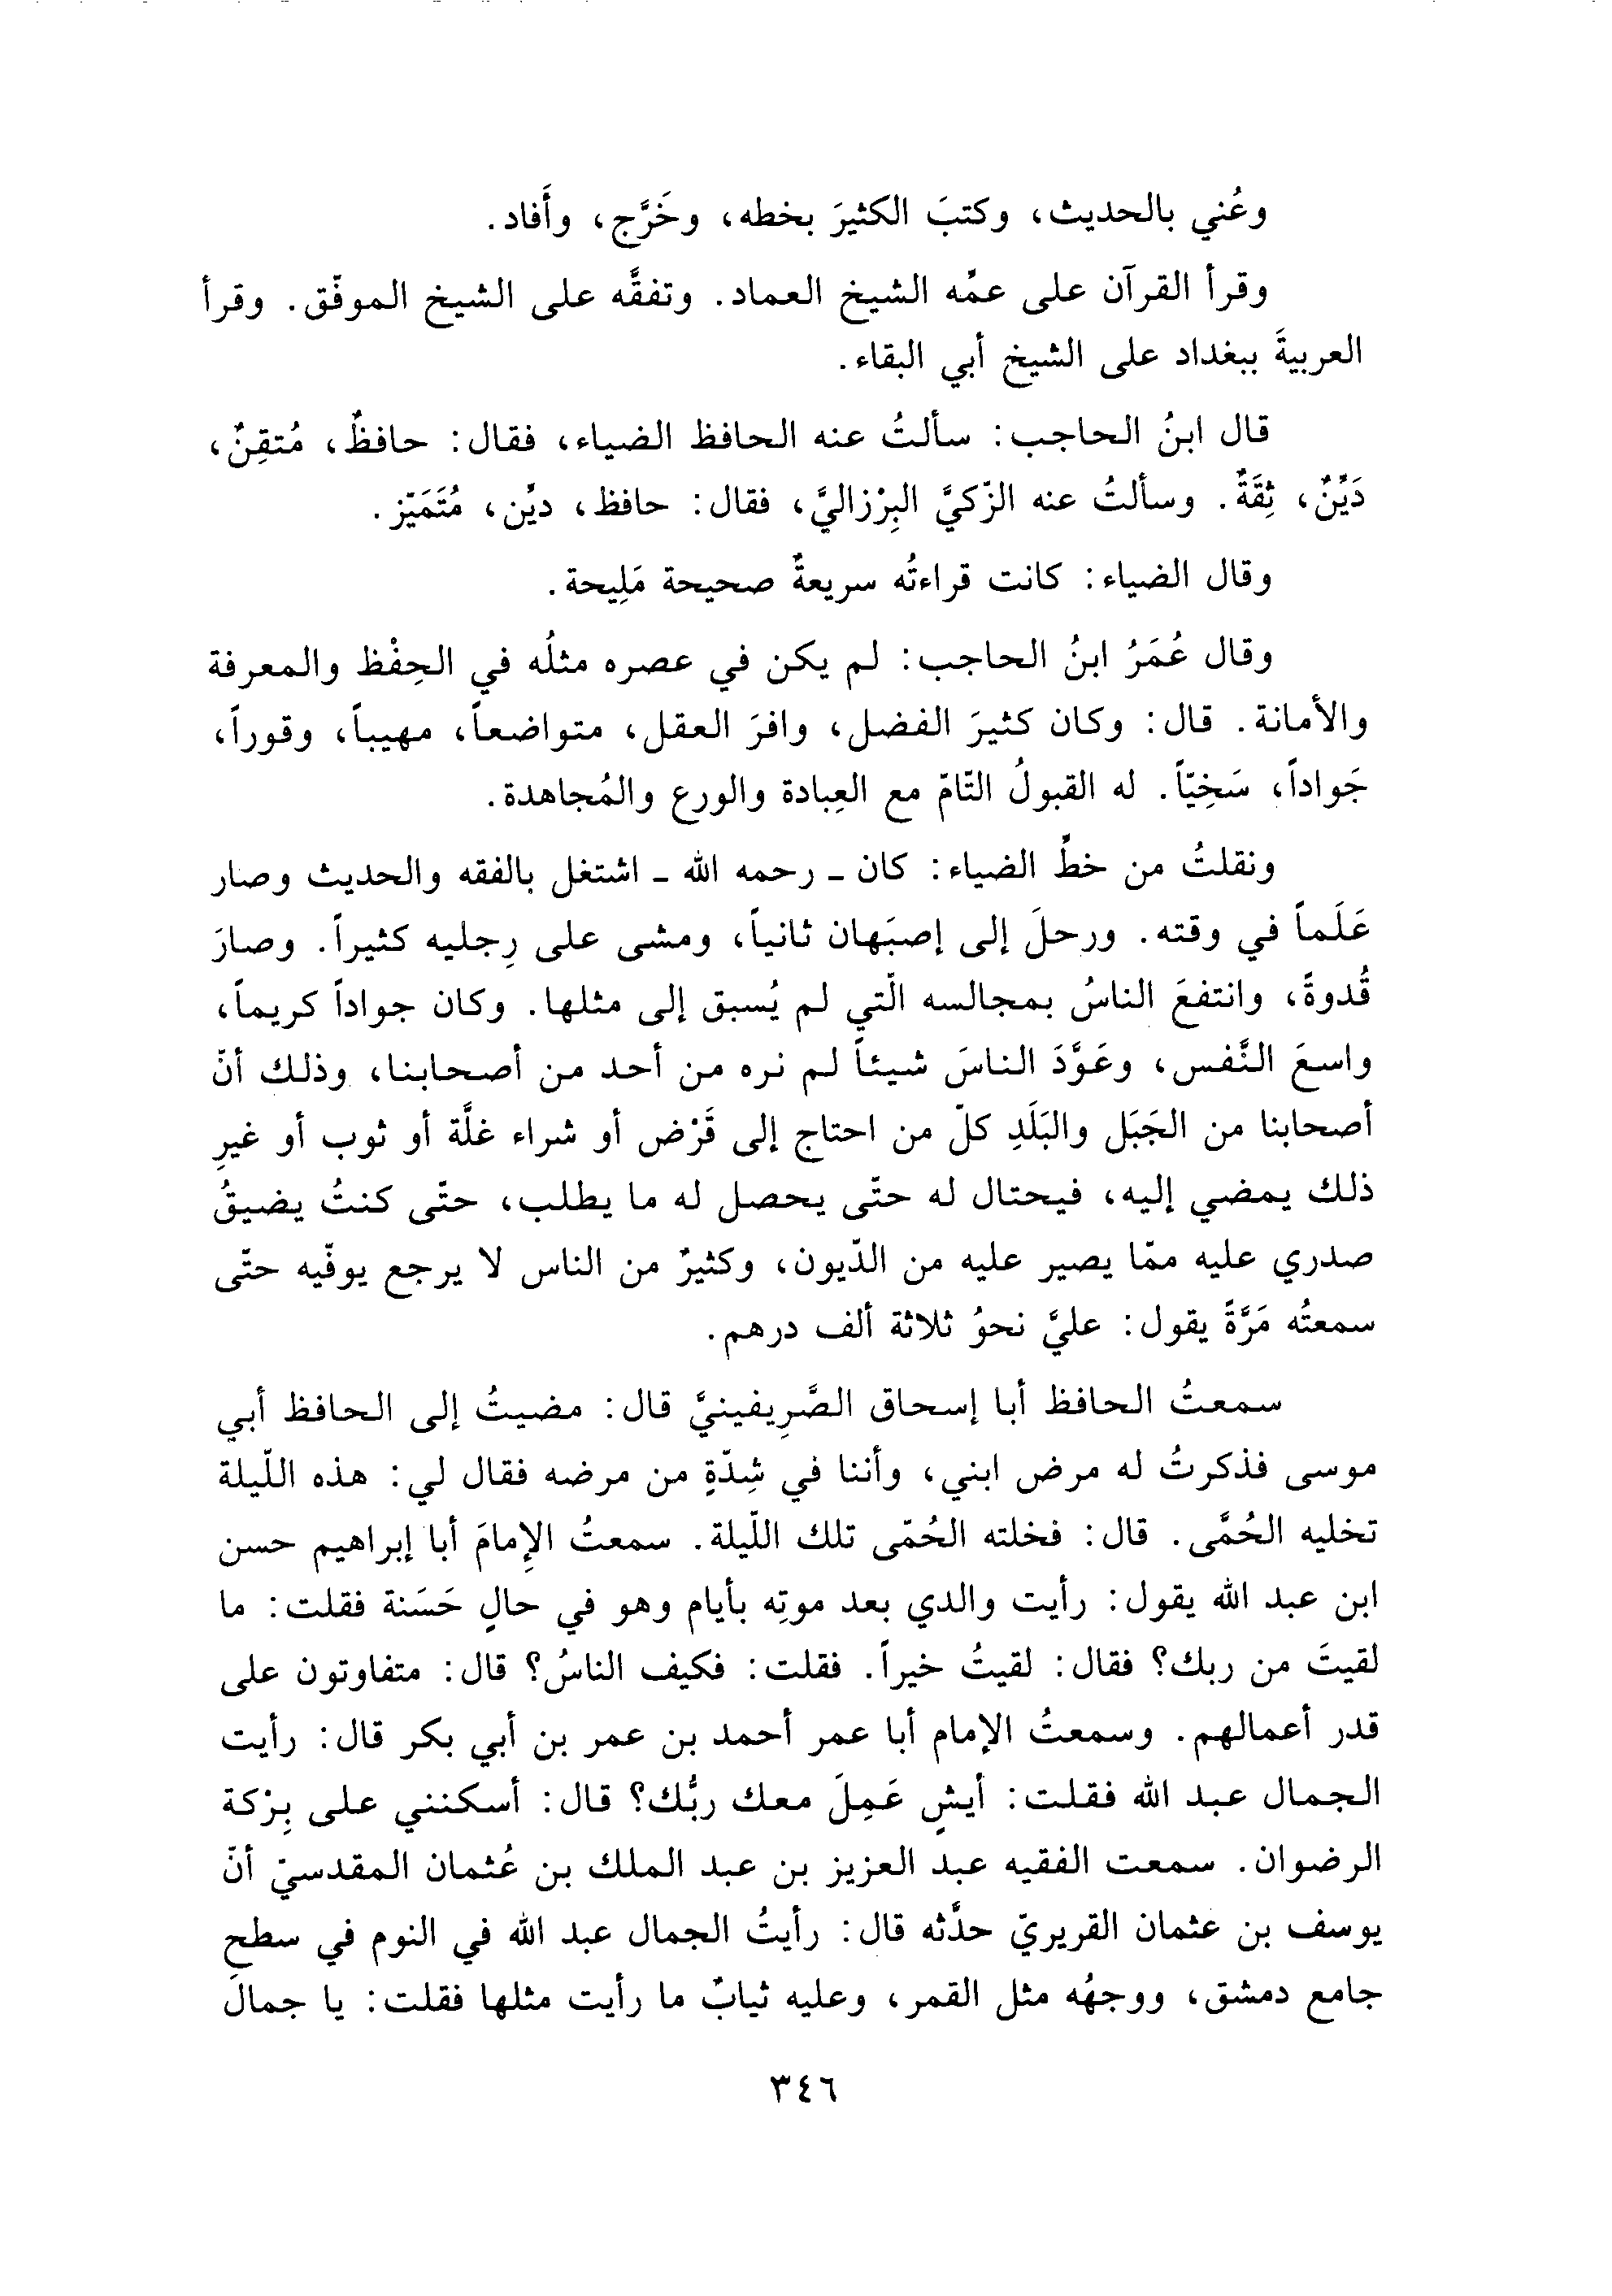 وعُني بالحديث، وكتبَ الكثيرَ بخطه، وخَرَّج، وأَفاد.
وقرأ القرآن على عمِّه الشيخ العماد. وتفقَّه على الشيخ الموفّق. وقرأ
العربيةَ ببغداد على الشيخ أبي البقاء.
قال ابنُ الحاجب: سألتُ عنه الحافظ الضياء، فقال: حافظٌ، مُتقِنٌ،
دَيِّنٌ، ثِقَةٌ. وسألتُ عنه الزّكيَّ البِرْزاليَّ، فقال: حافظ، ديِّن، مُتَمَيّز.
وقال الضياء: كانت قراءتُه سريعةٌ صحيحة مَلِيحة.
وقال عُمَرُ ابنُ الحاجب: لم يكن في عصره مثلُه في الحِفْظ والمعرفة
والأمانة. قال: وكان كثيرَ الفضل، وافرَ العقل، متواضعاً، مهيباً، وقوراً،
جَواداً، سَخِيّاً. له القبولُ التّامّ مع العِبادة والورع والمُجاهدة.
ونقلتُ من خطِّ الضياء: كان ـ رحمه الله ـ اشتغل بالفقه والحديث وصار
عَلَماً في وقته. ورحلَ إلى إصبَهان ثانياً، ومشى على رِجليه كثيراً. وصارَ
قُدوةً، وانتفعَ الناسُ بمجالسه الّتي لم يُسبق إلى مثلها. وكان جواداً كريماً،
واسعَ النَّفس، وعَوَّدَ الناسَ شيئاً لم نره من أحد من أصحابنا، وذلك أنّ
أصحابنا من الجَبَل والبَلَدِ كلّ من احتاج إلى قَرْض أو شراء غلَّة أو ثوب أو غيرِ
ذلك يمضي إليه، فيحتال له حتّى يحصل له ما يطلب، حتّى كنتُ يضيقُ
صدري عليه ممّا يصير عليه من الدّيون، وكثيرٌ من الناس لا يرجع يوفّيه حتّى
سمعتُه مَرَّةً يقول: عليَّ نحوُ ثلاثة ألف درهم.
سمعتُ الحافظ أبا إسحاق الصَّرِيفينيَّ قال: مضيتُ إلى الحافظ أبي
موسى فذكرتُ له مرض ابني، وأننا في شِدّةٍ من مرضه فقال لي: هذه اللّيلة
تخليه الحُمَّى. قال: فخلته الحُمّى تلك اللّيلة. سمعتُ الإِمامَ أبا إبراهيم حسن
ابن عبد الله يقول: رأيت والدي بعد موتِه بأيام وهو في حالٍ حَسَنة فقلت: ما
لقيتَ من ربك؟ فقال: لقيتُ خيراً. فقلت: فكيف الناسُ؟ قال: متفاوتون على
قدر أعمالهم. وسمعتُ الإمام أبا عمر أحمد بن عمر بن أبي بكر قال: رأيت
الجمال عبد الله فقلت: أيشٍ عَمِلَ معك ربُّك؟ قال: أسكنني على بِرْكة
الرضوان. سمعت الفقيه عبد العزيز بن عبد الملك بن عُثمان المقدسيّ أنّ
يوسف بن عثمان القريريّ حدَّثه قال: رأيتُ الجمال عبد الله في النوم في سطحِ
جامع دمشق، ووجهُه مثل القمر، وعليه ثيابٌ ما رأيت مثلها فقلت: يا جمالَ
٣٤٦